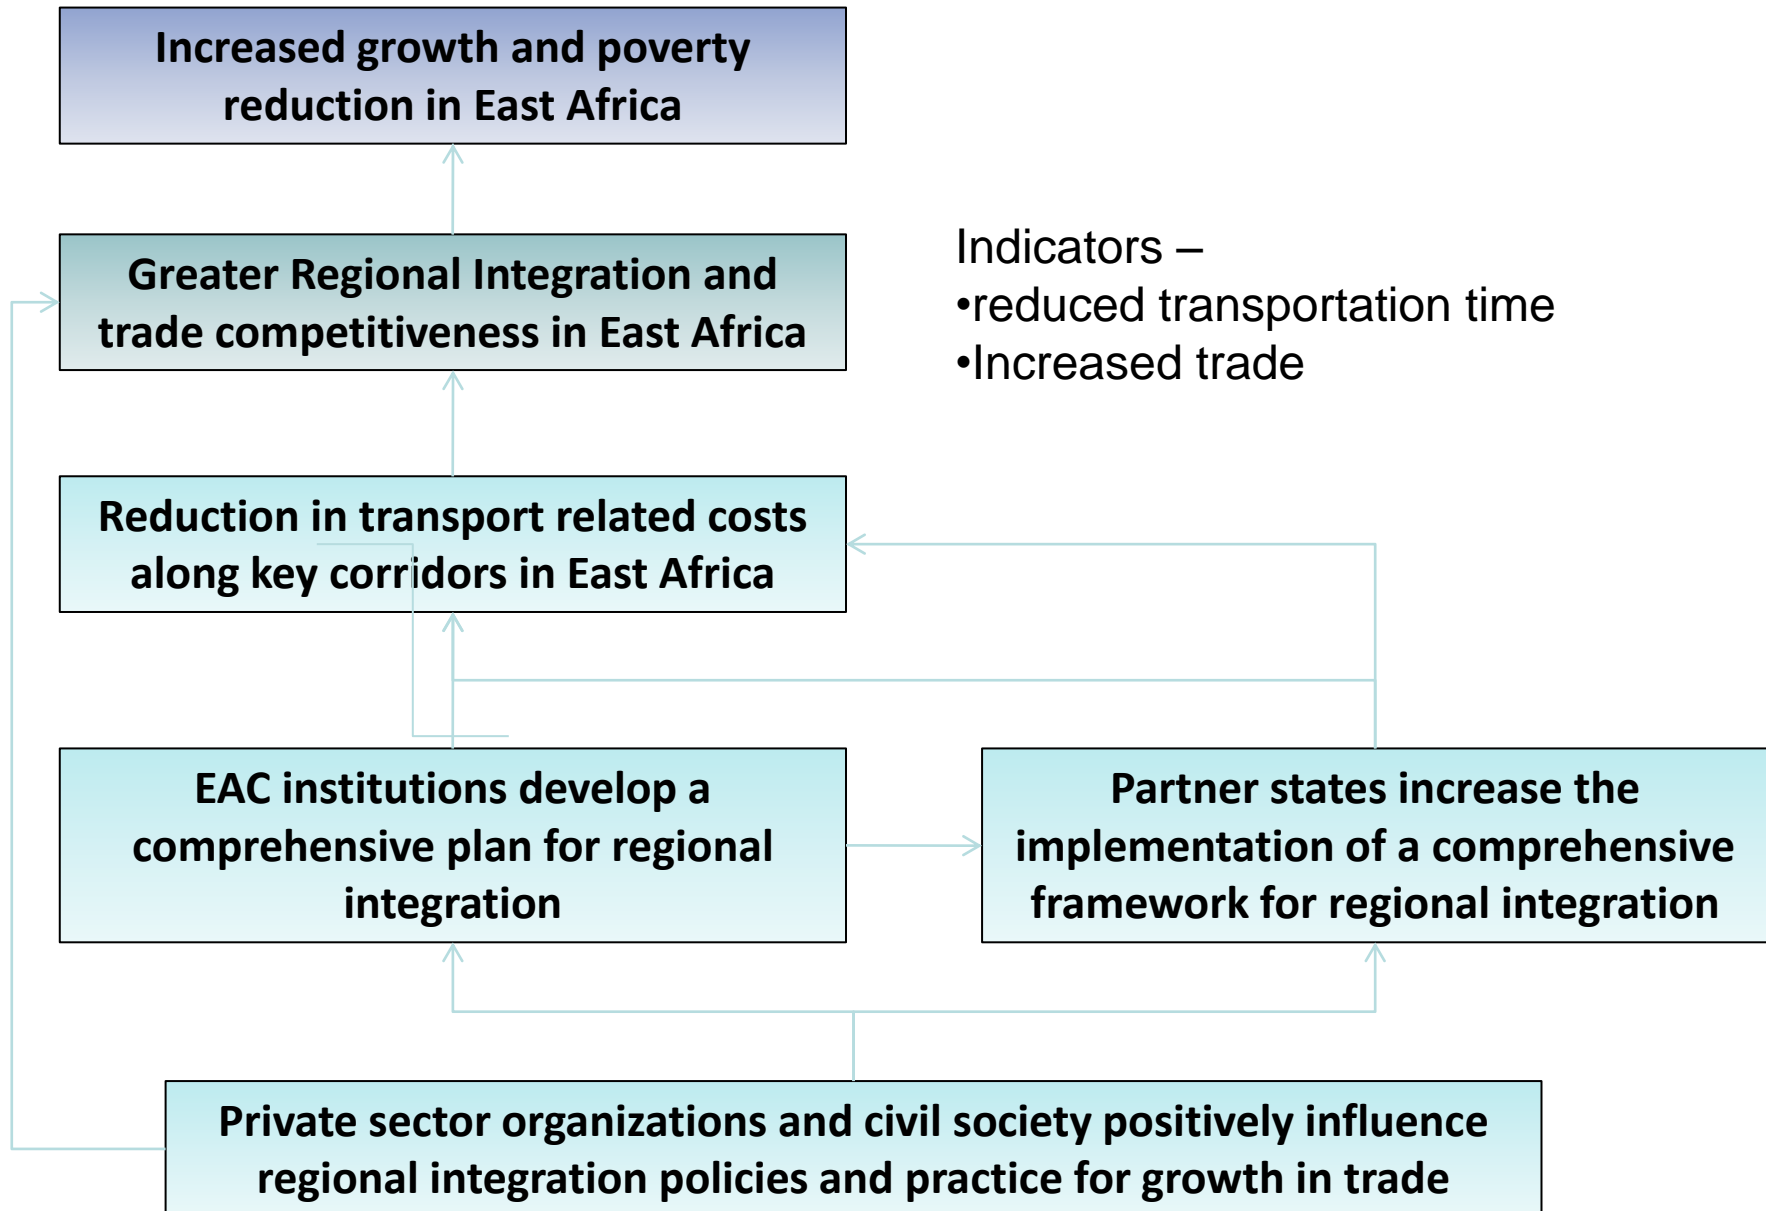 Increased growth and poverty
reduction in East Africa
Greater Regional Integration and
trade competitiveness in East Africa
Indicators –
•reduced transportation time
•Increased trade
Reduction in transport related costs
along key corridors in East Africa
EAC institutions develop a
comprehensive plan for regional
integration
Partner states increase the
implementation of a comprehensive
framework for regional integration
Private sector organizations and civil society positively influence
regional integration policies and practice for growth in trade